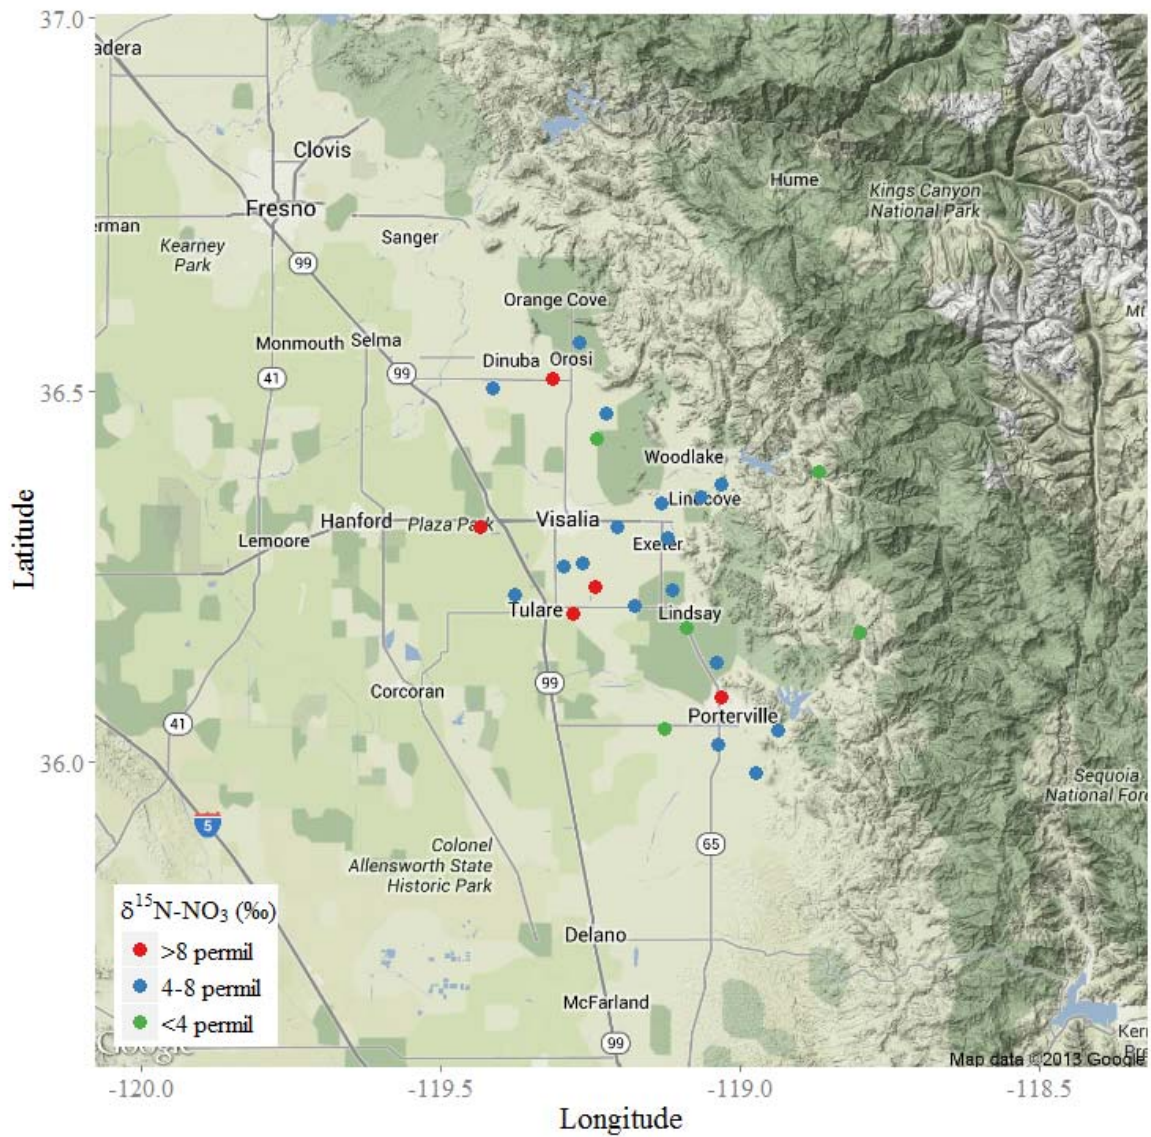 37.0
adera
Clovis
Fresno
Hume
Kings Canyon
National Park
erman
Kearney
Park
Sanger
99
Orange Cove
Mt
Monmouth
Selma
Dinuba
Orosi
41
99
36.5
Woodlake
Lindcove
Hanford
Plaza Park
Visalia
Lemoore
Exeter
Tulare
Lindsay
Latitude
Corcoran
99
41
Porterville
36.0
Sequoia
National Fore
5
65
Colonel
Allensworth State
Historic Park
δ¹⁵N-NO₃ (‰)
>8 permil
4-8 permil
<4 permil
Delano
McFarland
99
Google
Kern
Map data ©2013 Google
-120.0
-119.5
-119.0
-118.5
Longitude